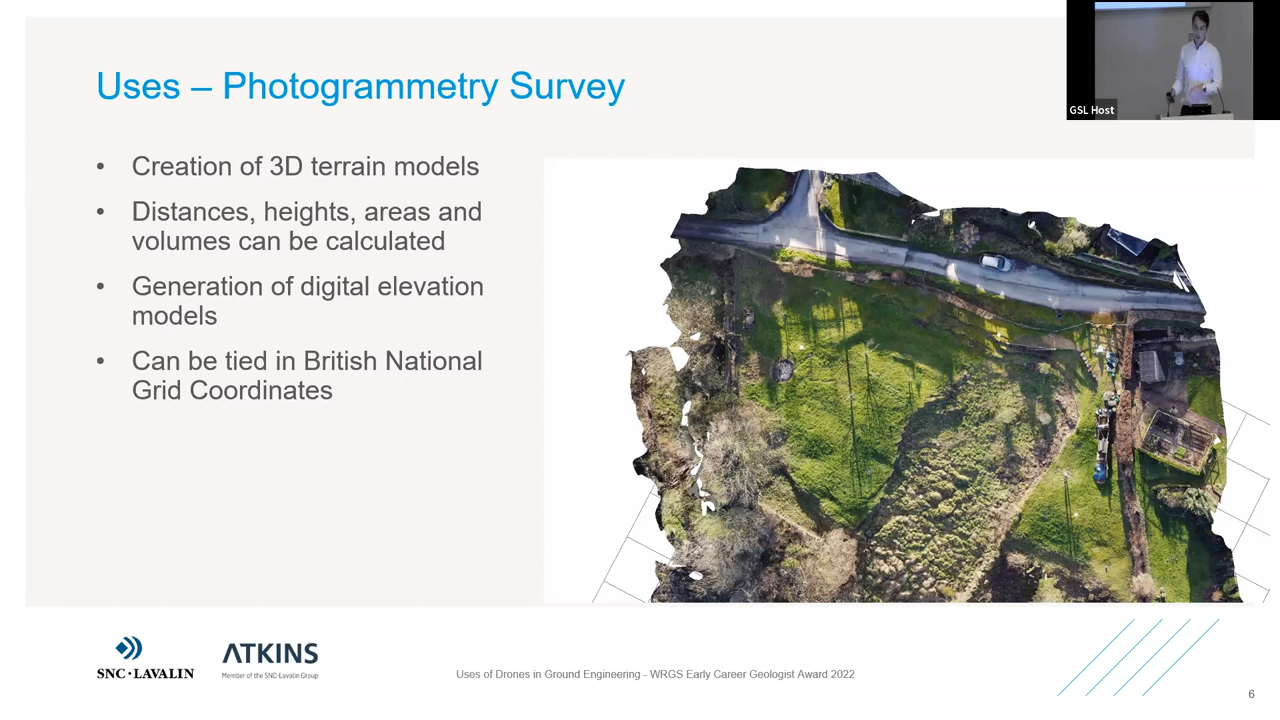 GSL Host
Uses – Photogrammetry Survey
• Creation of 3D terrain models
• Distances, heights, areas and
volumes can be calculated
• Generation of digital elevation
models
• Can be tied in British National
Grid Coordinates
SNC·LAVALIN
ATKINS
Member of the SNC-Lavalin Group
Uses of Drones in Ground Engineering - WRGS Early Career Geologist Award 2022
6